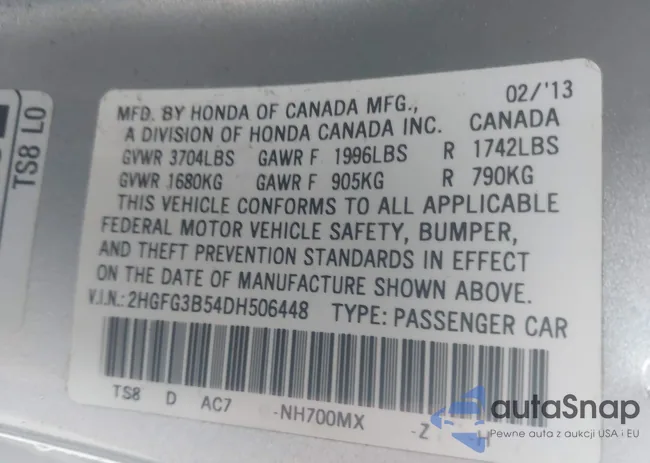 TS8 LO
02/'13
MFD. BY HONDA OF CANADA MFG.,
A DIVISION OF HONDA CANADA INC. CANADA
GVWR 3704LBS GAWR F 1996LBS R 1742LBS
GVWR 1680KG GAWR F 905KG R 790KG
THIS VEHICLE CONFORMS TO ALL APPLICABLE
FEDERAL MOTOR VEHICLE SAFETY, BUMPER,
AND THEFT PREVENTION STANDARDS IN EFFECT
ON THE DATE OF MANUFACTURE SHOWN ABOVE.
V.I.N.:2HGFG3B54DH506448 TYPE: PASSENGER CAR
TS8 D AC7 -NH700MX -Z H
autaSnap
Pewne auta z aukcji USA i EU